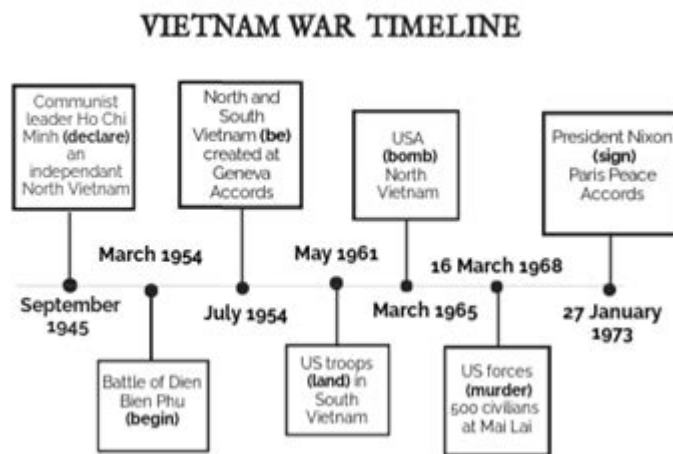 VIETNAM WAR TIMELINE
Communist
leader Ho Chi
Minh (declare)
an
independant
North Vietnam
North and
South
Vietnam (be)
created at
Geneva
Accords
USA
(bomb)
North
Vietnam
President Nixon
(sign)
Paris Peace
Accords
March 1954
May 1961
16 March 1968
September
1945
July 1954
March 1965
27 January
1973
Battle of Dien
Bien Phu
(begin)
US troops
(land) in
South
Vietnam
US forces
(murder)
500 civilians
at Mai Lai